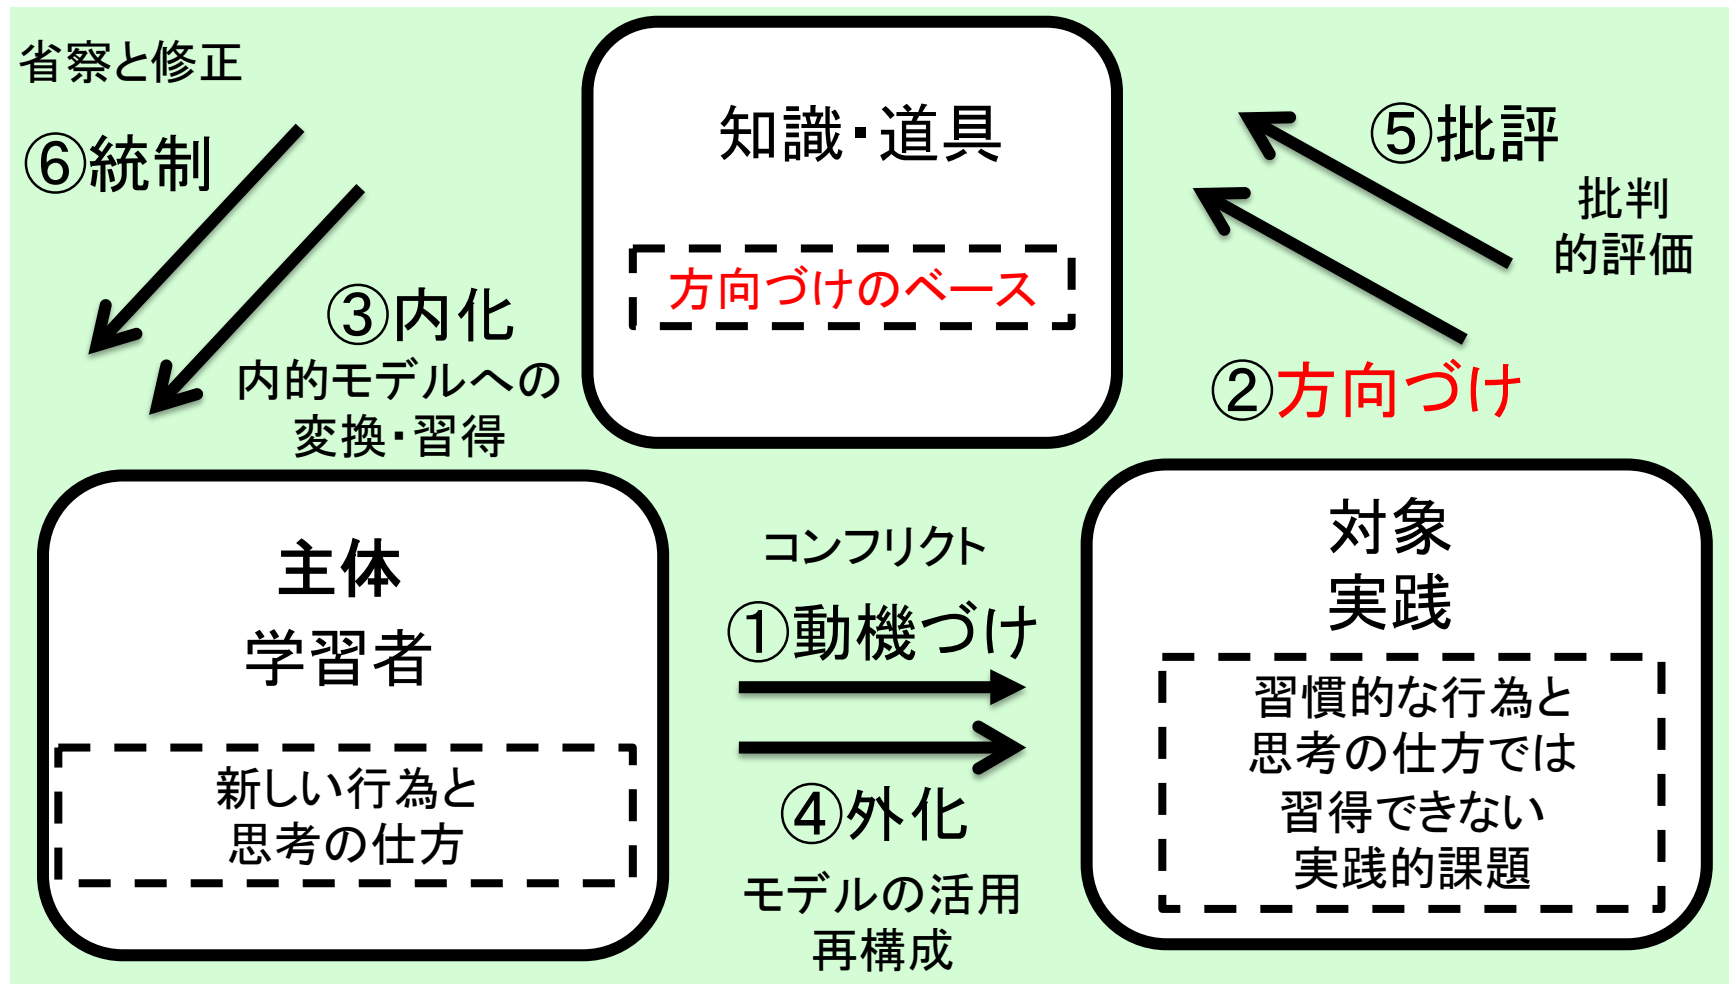 省察と修正
⑥統制
知識・道具
方向づけのベース
⑤批評
批判
的評価
③内化
内的モデルへの
変換・習得
②方向づけ
主体
学習者
新しい行為と
思考の仕方
コンフリクト
①動機づけ
④外化
モデルの活用
再構成
対象
実践
習慣的な行為と
思考の仕方では
習得できない
実践的課題